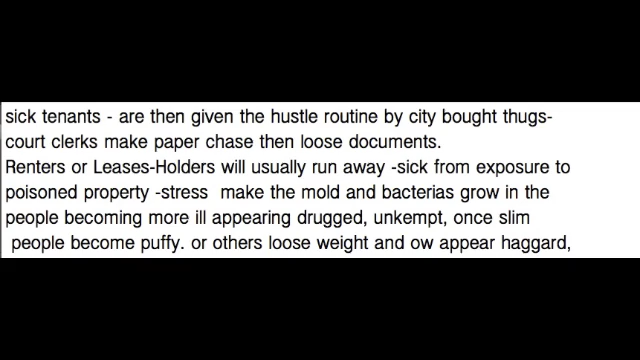 sick tenants - are then given the hustle routine by city bought thugs-
court clerks make paper chase then loose documents.
Renters or Leases-Holders will usually run away -sick from exposure to
poisoned property -stress  make the mold and bacterias grow in the
people becoming more ill appearing drugged, unkempt, once slim
people become puffy. or others loose weight and ow appear haggard,